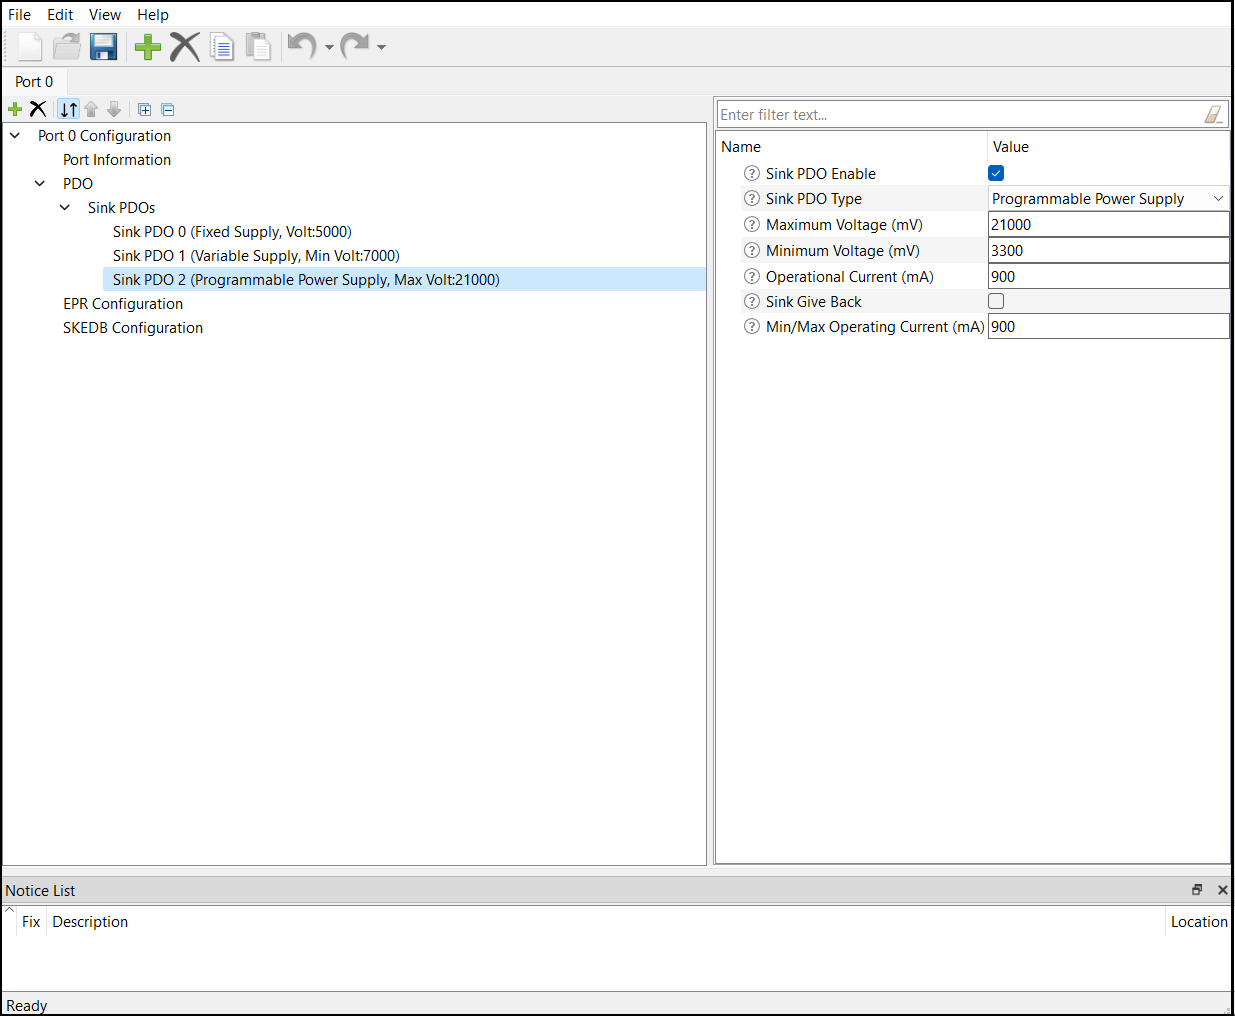 File Edit View Help
Port 0
Port 0 Configuration
Port Information
PDO
Sink PDOs
Sink PDO 0 (Fixed Supply, Volt:5000)
Sink PDO 1 (Variable Supply, Min Volt:7000)
Sink PDO 2 (Programmable Power Supply, Max Volt:21000)
EPR Configuration
SKEDB Configuration
Enter filter text...
Name Value
Sink PDO Enable
Sink PDO Type Programmable Power Supply
Maximum Voltage (mV) 21000
Minimum Voltage (mV) 3300
Operational Current (mA) 900
Sink Give Back
Min/Max Operating Current (mA) 900
Notice List
Fix Description Location
Ready